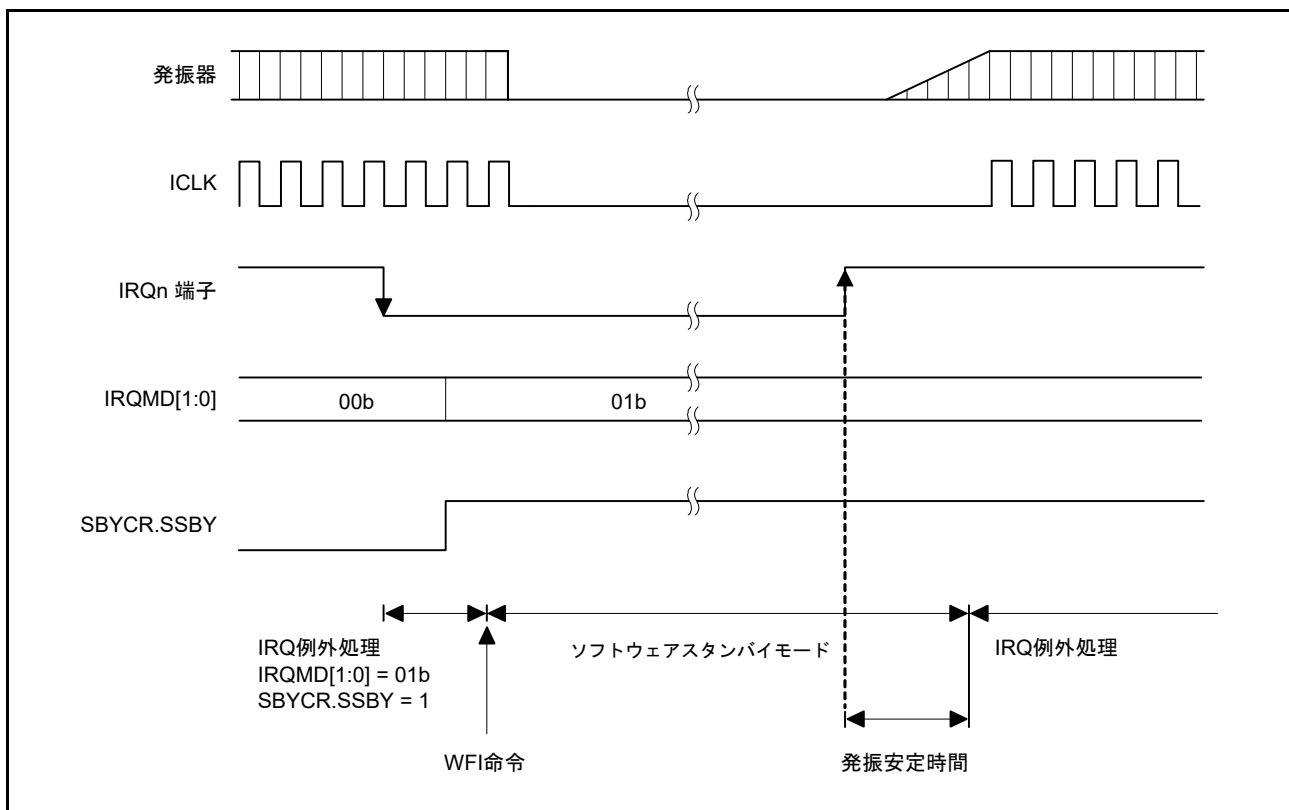 発振器
ICLK
IRQn 端子
IRQMD[1:0]
00b
01b
SBYCR.SSBY
IRQ例外処理
IRQMD[1:0] = 01b
SBYCR.SSBY = 1
ソフトウェアスタンバイモード
IRQ例外処理
WFI命令
発振安定時間